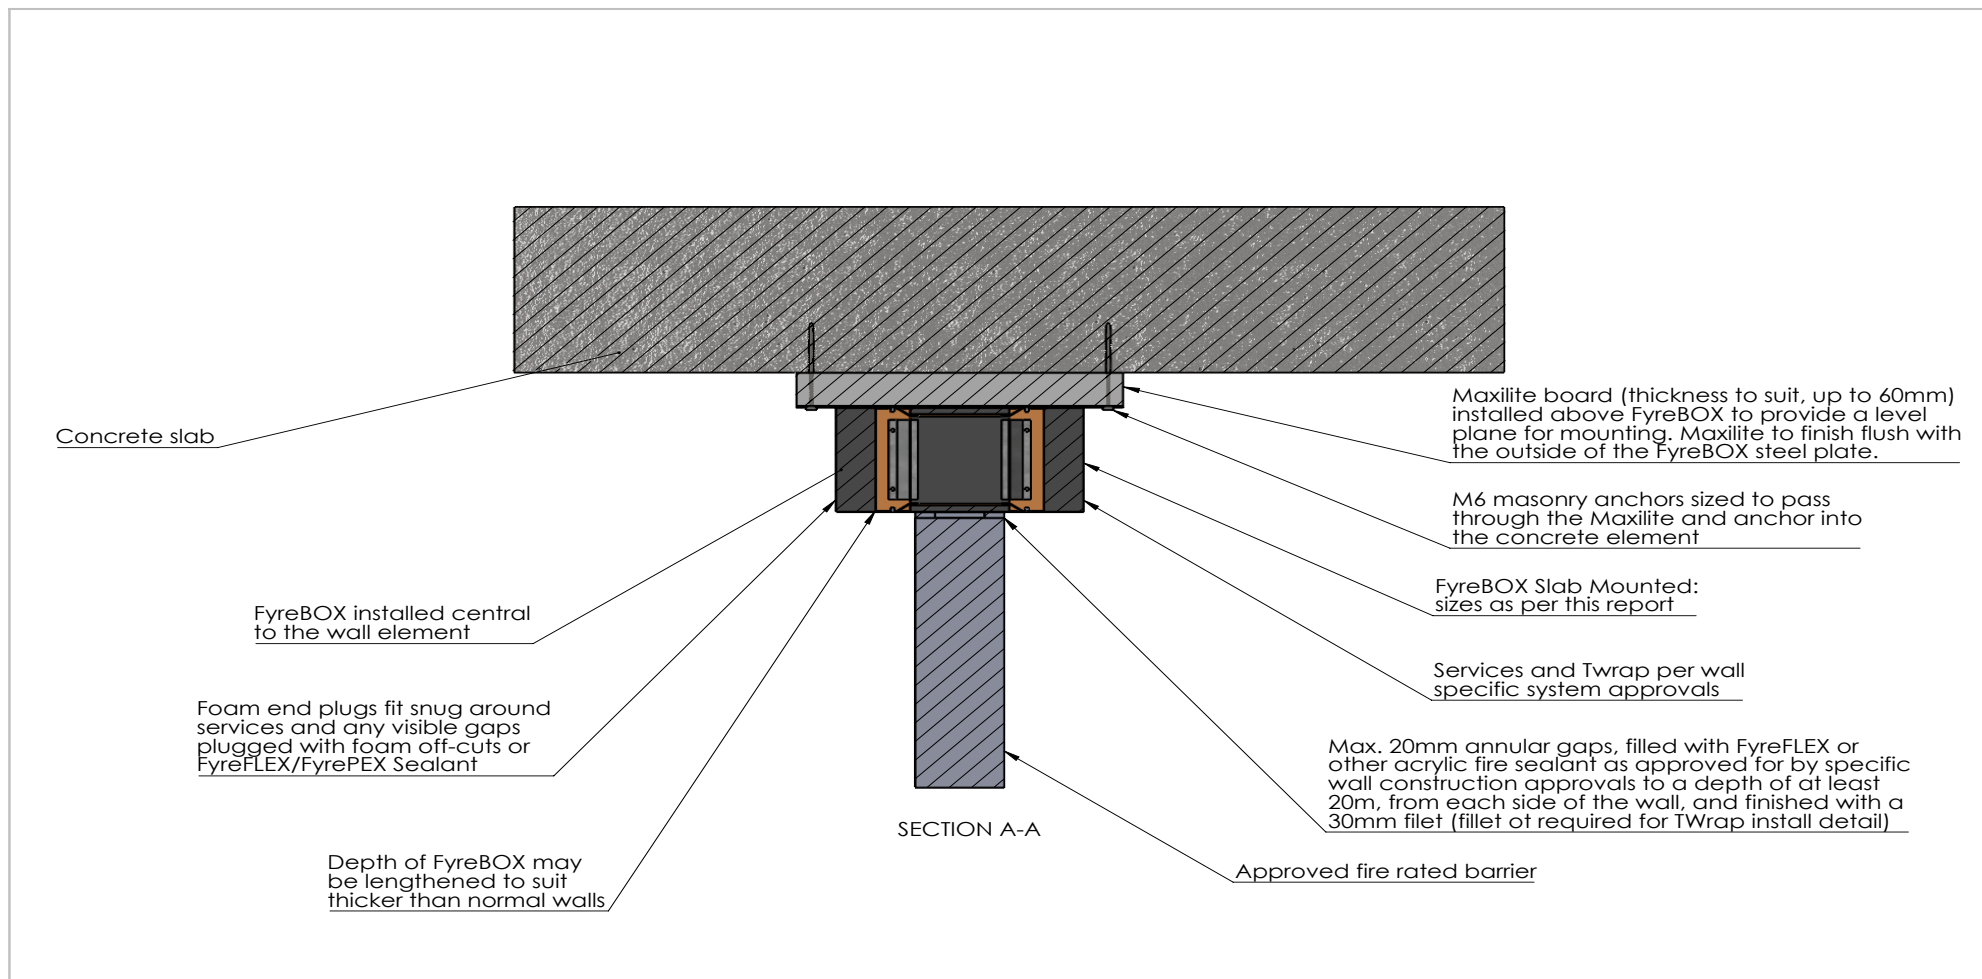 Concrete slab
FyreBOX installed central
to the wall element
Foam end plugs fit snug around
services and any visible gaps
plugged with foam off-cuts or
FyreFLEX/FyrePEX Sealant
Depth of FyreBOX may
be lengthened to suit
thicker than normal walls
SECTION A-A
Maxilite board (thickness to suit, up to 60mm)
installed above FyreBOX to provide a level
plane for mounting. Maxilite to finish flush with
the outside of the FyreBOX steel plate.
M6 masonry anchors sized to pass
through the Maxilite and anchor into
the concrete element
FyreBOX Slab Mounted:
sizes as per this report
Services and Twrap per wall
specific system approvals
Max. 20mm annular gaps, filled with FyreFLEX or
other acrylic fire sealant as approved for by specific
wall construction approvals to a depth of at least
20m, from each side of the wall, and finished with a
30mm filet (fillet ot required for TWrap install detail)
Approved fire rated barrier